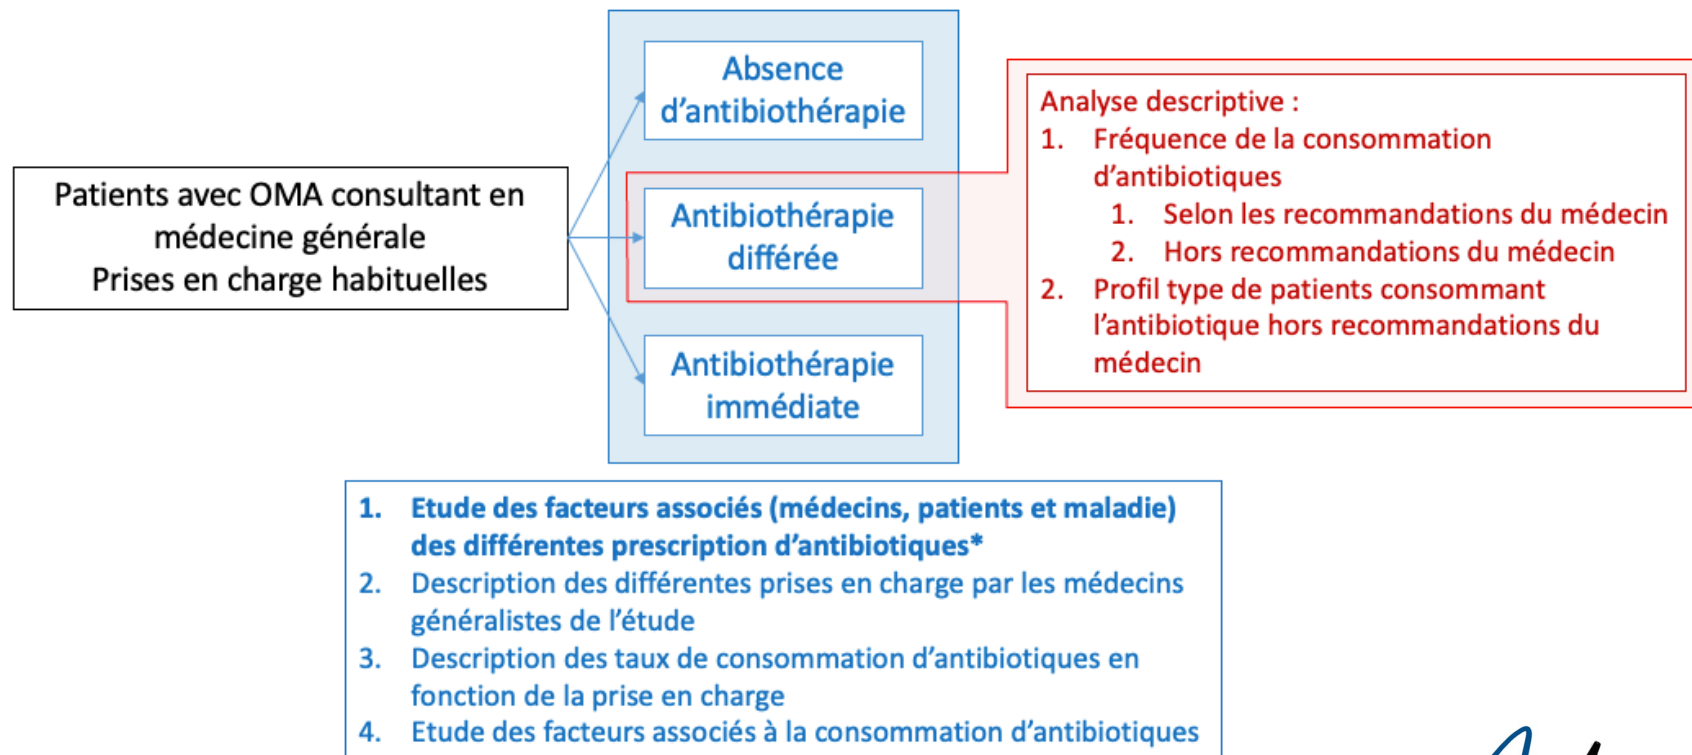 Patients avec OMA consultant en
médecine générale
Prises en charge habituelles
Absence
d'antibiothérapie
Antibiothérapie
différée
Antibiothérapie
immédiate
Analyse descriptive :
1. Fréquence de la consommation
d'antibiotiques
1. Selon les recommandations du médecin
2. Hors recommandations du médecin
2. Profil type de patients consommant
l'antibiotique hors recommandations du
médecin
1. Etude des facteurs associés (médecins, patients et maladie)
des différentes prescription d'antibiotiques*
2. Description des différentes prises en charge par les médecins
généralistes de l'étude
3. Description des taux de consommation d'antibiotiques en
fonction de la prise en charge
4. Etude des facteurs associés à la consommation d'antibiotiques